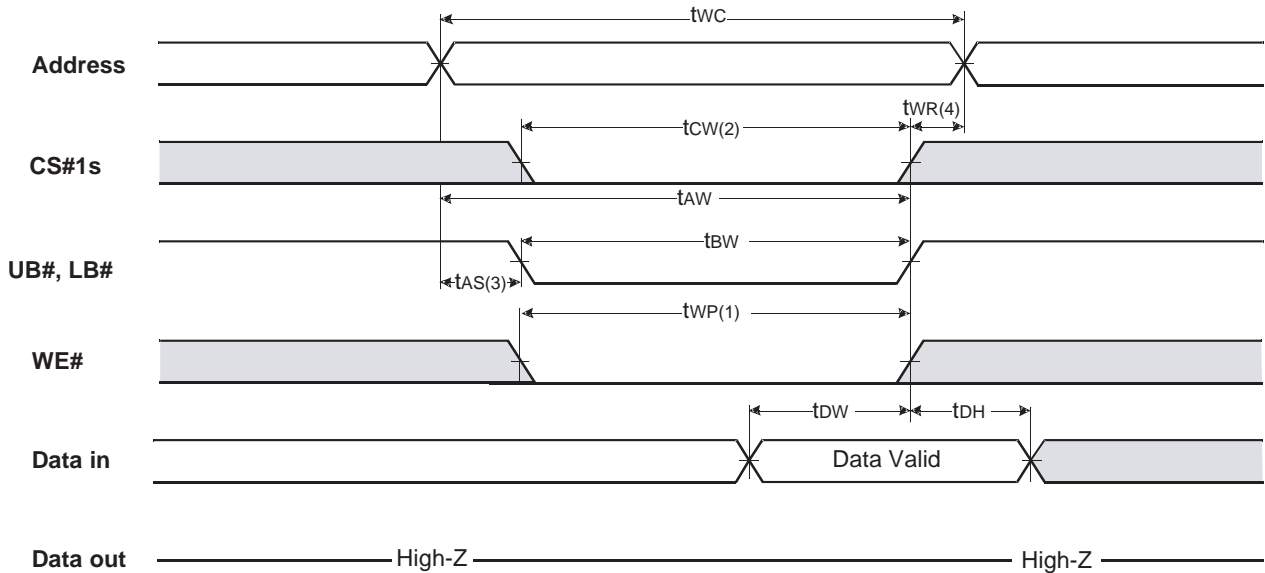 tWC
Address
tWR(4)
tCW(2)
CS#1s
tAW
tBW
UB#, LB#
tAS(3)
tWP(1)
WE#
tDW
tDH
Data in
Data Valid
Data out
High-Z
High-Z